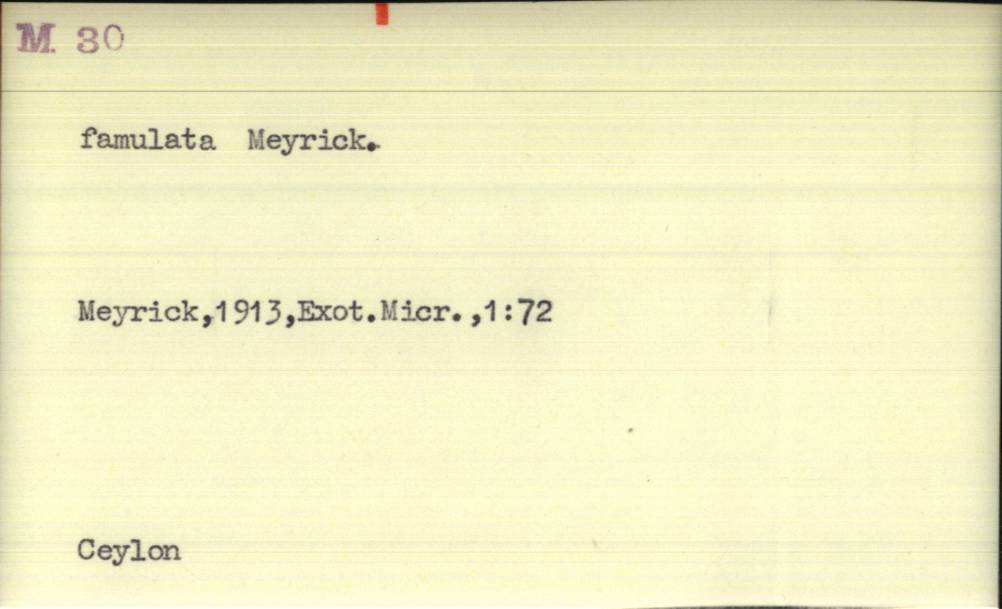 M. 30
famulata Meyrick.
Meyrick,1913,Exot.Micr.,1:72
Ceylon